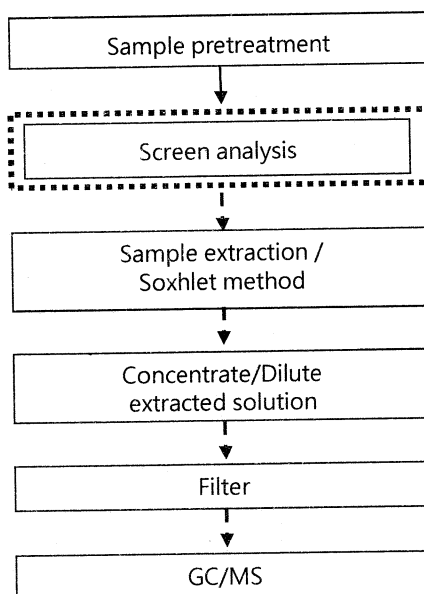 Sample pretreatment
Screen analysis
Sample extraction /
Soxhlet method
Concentrate/Dilute
extracted solution
Filter
GC/MS